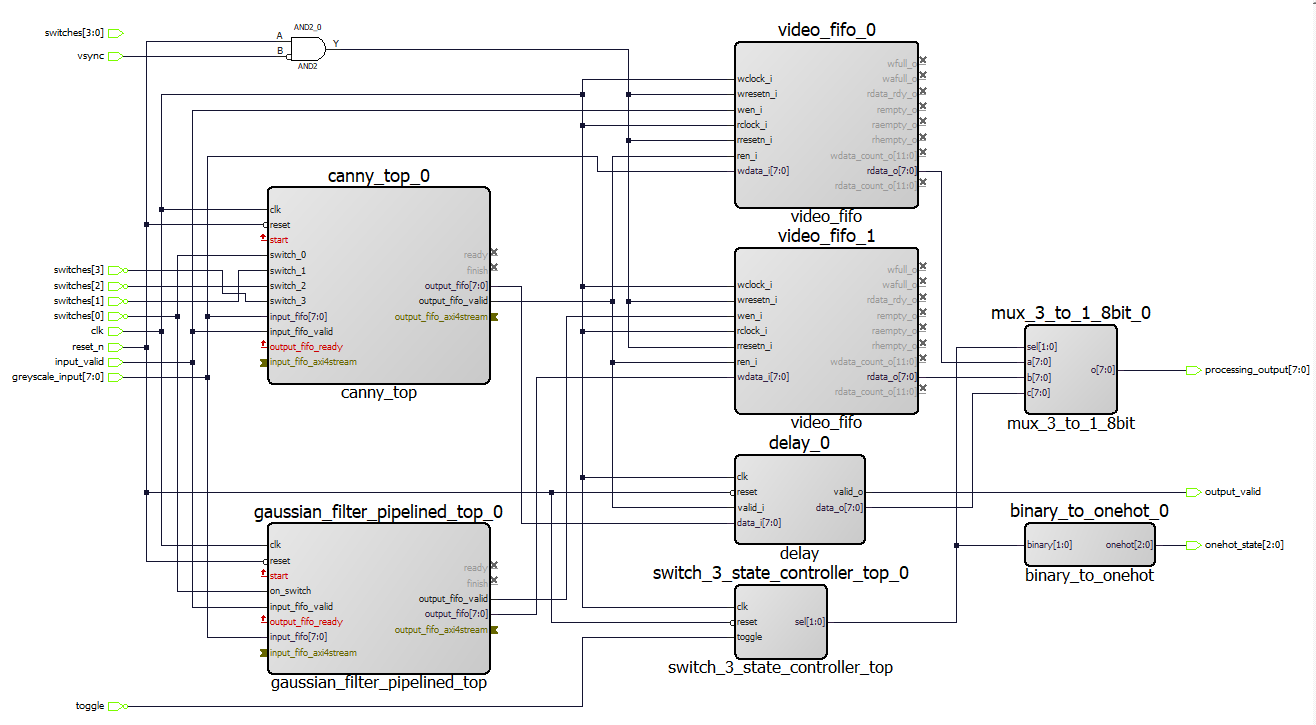 switches[3:0]
vsync
AND2_0
A
B
Y
AND2
video_fifo_0
wclock_i
wresetn_i
wen_i
rclock_i
rresetn_i
ren_i
wdata_i[7:0]
wfull_o
wafull_o
rdata_rdy_o
rempty_o
raempty_o
rhempty_o
wdata_count_o[11:0]
rdata_o[7:0]
rdata_count_o[11:0]
video_fifo
canny_top_0
clk
reset
start
switch_0
switch_1
switch_2
switch_3
input_fifo[7:0]
input_fifo_valid
output_fifo_ready
input_fifo_axi4stream
ready
finish
output_fifo[7:0]
output_fifo_valid
output_fifo_axi4stream
canny_top
switches[3]
switches[2]
switches[1]
switches[0]
clk
reset_n
input_valid
greyscale_input[7:0]
video_fifo_1
wclock_i
wresetn_i
wen_i
rclock_i
rresetn_i
ren_i
wdata_i[7:0]
wfull_o
wafull_o
rdata_rdy_o
rempty_o
raempty_o
rhempty_o
wdata_count_o[11:0]
rdata_o[7:0]
rdata_count_o[11:0]
video_fifo
mux_3_to_1_8bit_0
sel[1:0]
a[7:0]
b[7:0]
c[7:0]
o[7:0]
mux_3_to_1_8bit
processing_output[7:0]
delay_0
clk
reset
valid_i
data_i[7:0]
valid_o
data_o[7:0]
delay
output_valid
gaussian_filter_pipelined_top_0
clk
reset
start
on_switch
input_fifo_valid
output_fifo_ready
input_fifo[7:0]
input_fifo_axi4stream
ready
finish
output_fifo_valid
output_fifo[7:0]
output_fifo_axi4stream
gaussian_filter_pipelined_top
binary_to_onehot_0
binary[1:0]
onehot[2:0]
binary_to_onehot
onehot_state[2:0]
switch_3_state_controller_top_0
clk
reset
toggle
sel[1:0]
switch_3_state_controller_top
toggle